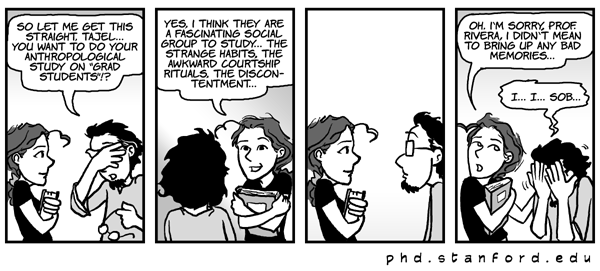 SO LET ME GET THIS
STRAIGHT, TAJEL...
YOU WANT TO DO YOUR
ANTHROPOLOGICAL
STUDY ON "GRAD
STUDENTS"!?
YES, I THINK THEY ARE
A FASCINATING SOCIAL
GROUP TO STUDY... THE
STRANGE HABITS, THE
AWKWARD COURTSHIP
RITUALS, THE DISCON-
TENTMENT...
OH. I'M SORRY, PROF.
RIVERA, I DIDN'T MEAN
TO BRING UP ANY BAD
MEMORIES...
I... I... SOB...
phd.stanford.edu